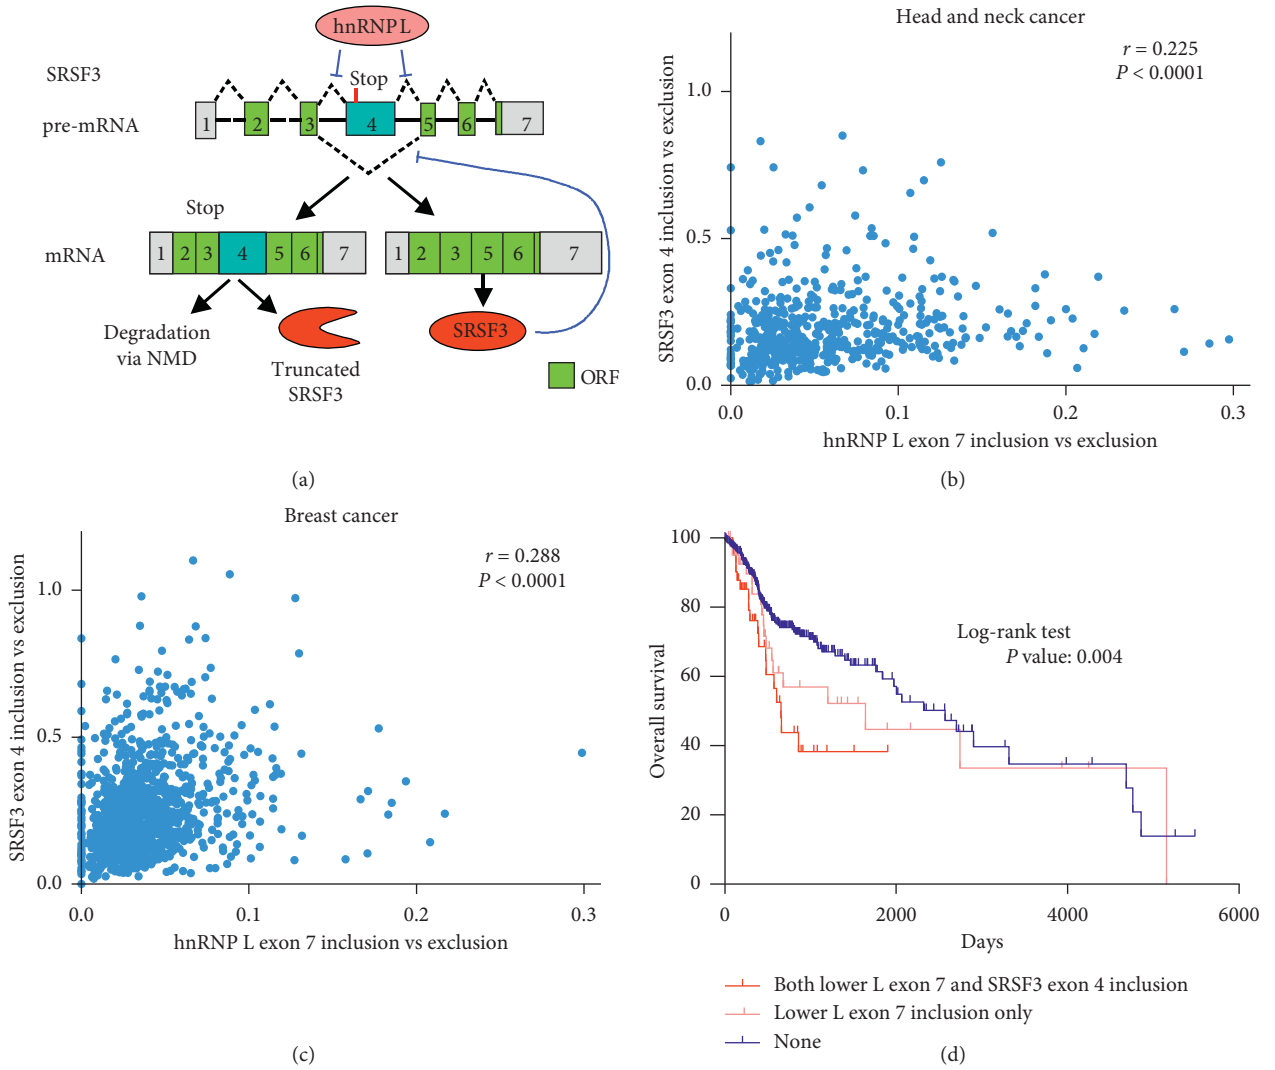 hnRNP L
SRSF3
pre-mRNA
Stop
1 2 3 4 5 6 7
Stop
mRNA
1 2 3 4 5 6 7
1 2 3 5 6 7
Degradation
via NMD
Truncated
SRSF3
SRSF3
ORF
(a)
Head and neck cancer
r = 0.225
P < 0.0001
SRSF3 exon 4 inclusion vs exclusion
1.0
0.5
0.0
0.0 0.1 0.2 0.3
hnRNP L exon 7 inclusion vs exclusion
(b)
Breast cancer
r = 0.288
P < 0.0001
SRSF3 exon 4 inclusion vs exclusion
1.0
0.5
0.0
0.0 0.1 0.2 0.3
hnRNP L exon 7 inclusion vs exclusion
(c)
Overall survival
100
80
60
40
20
0
Log-rank test
P value: 0.004
0 2000 4000 6000
Days
Both lower L exon 7 and SRSF3 exon 4 inclusion
Lower L exon 7 inclusion only
None
(d)